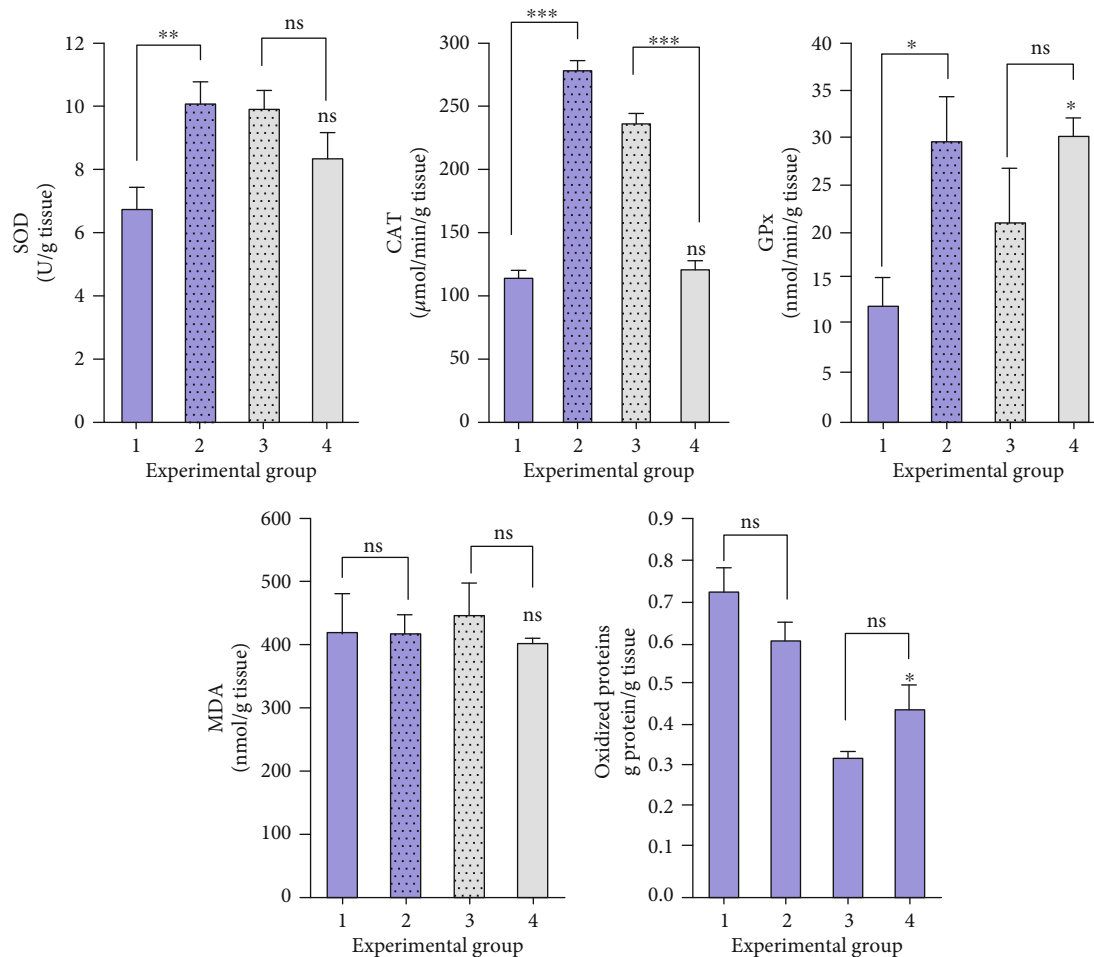 **
ns
ns
12
10
8
6
4
2
0
SOD
(U/g tissue)
1 2 3 4
Experimental group
***
***
ns
300
250
200
150
100
50
0
CAT
(µmol/min/g tissue)
1 2 3 4
Experimental group
*
ns
*
40
35
30
25
20
15
10
5
0
GPx
(nmol/min/g tissue)
1 2 3 4
Experimental group
ns
ns
ns
600
500
400
400
300
100
0
MDA
(nmol/g tissue)
1 2 3 4
Experimental group
ns
ns
*
0.9
0.8
0.7
0.6
0.5
0.4
0.3
0.3
0.1
0.0
Oxidized proteins
g protein/g tissue
1 2 3 4
Experimental group